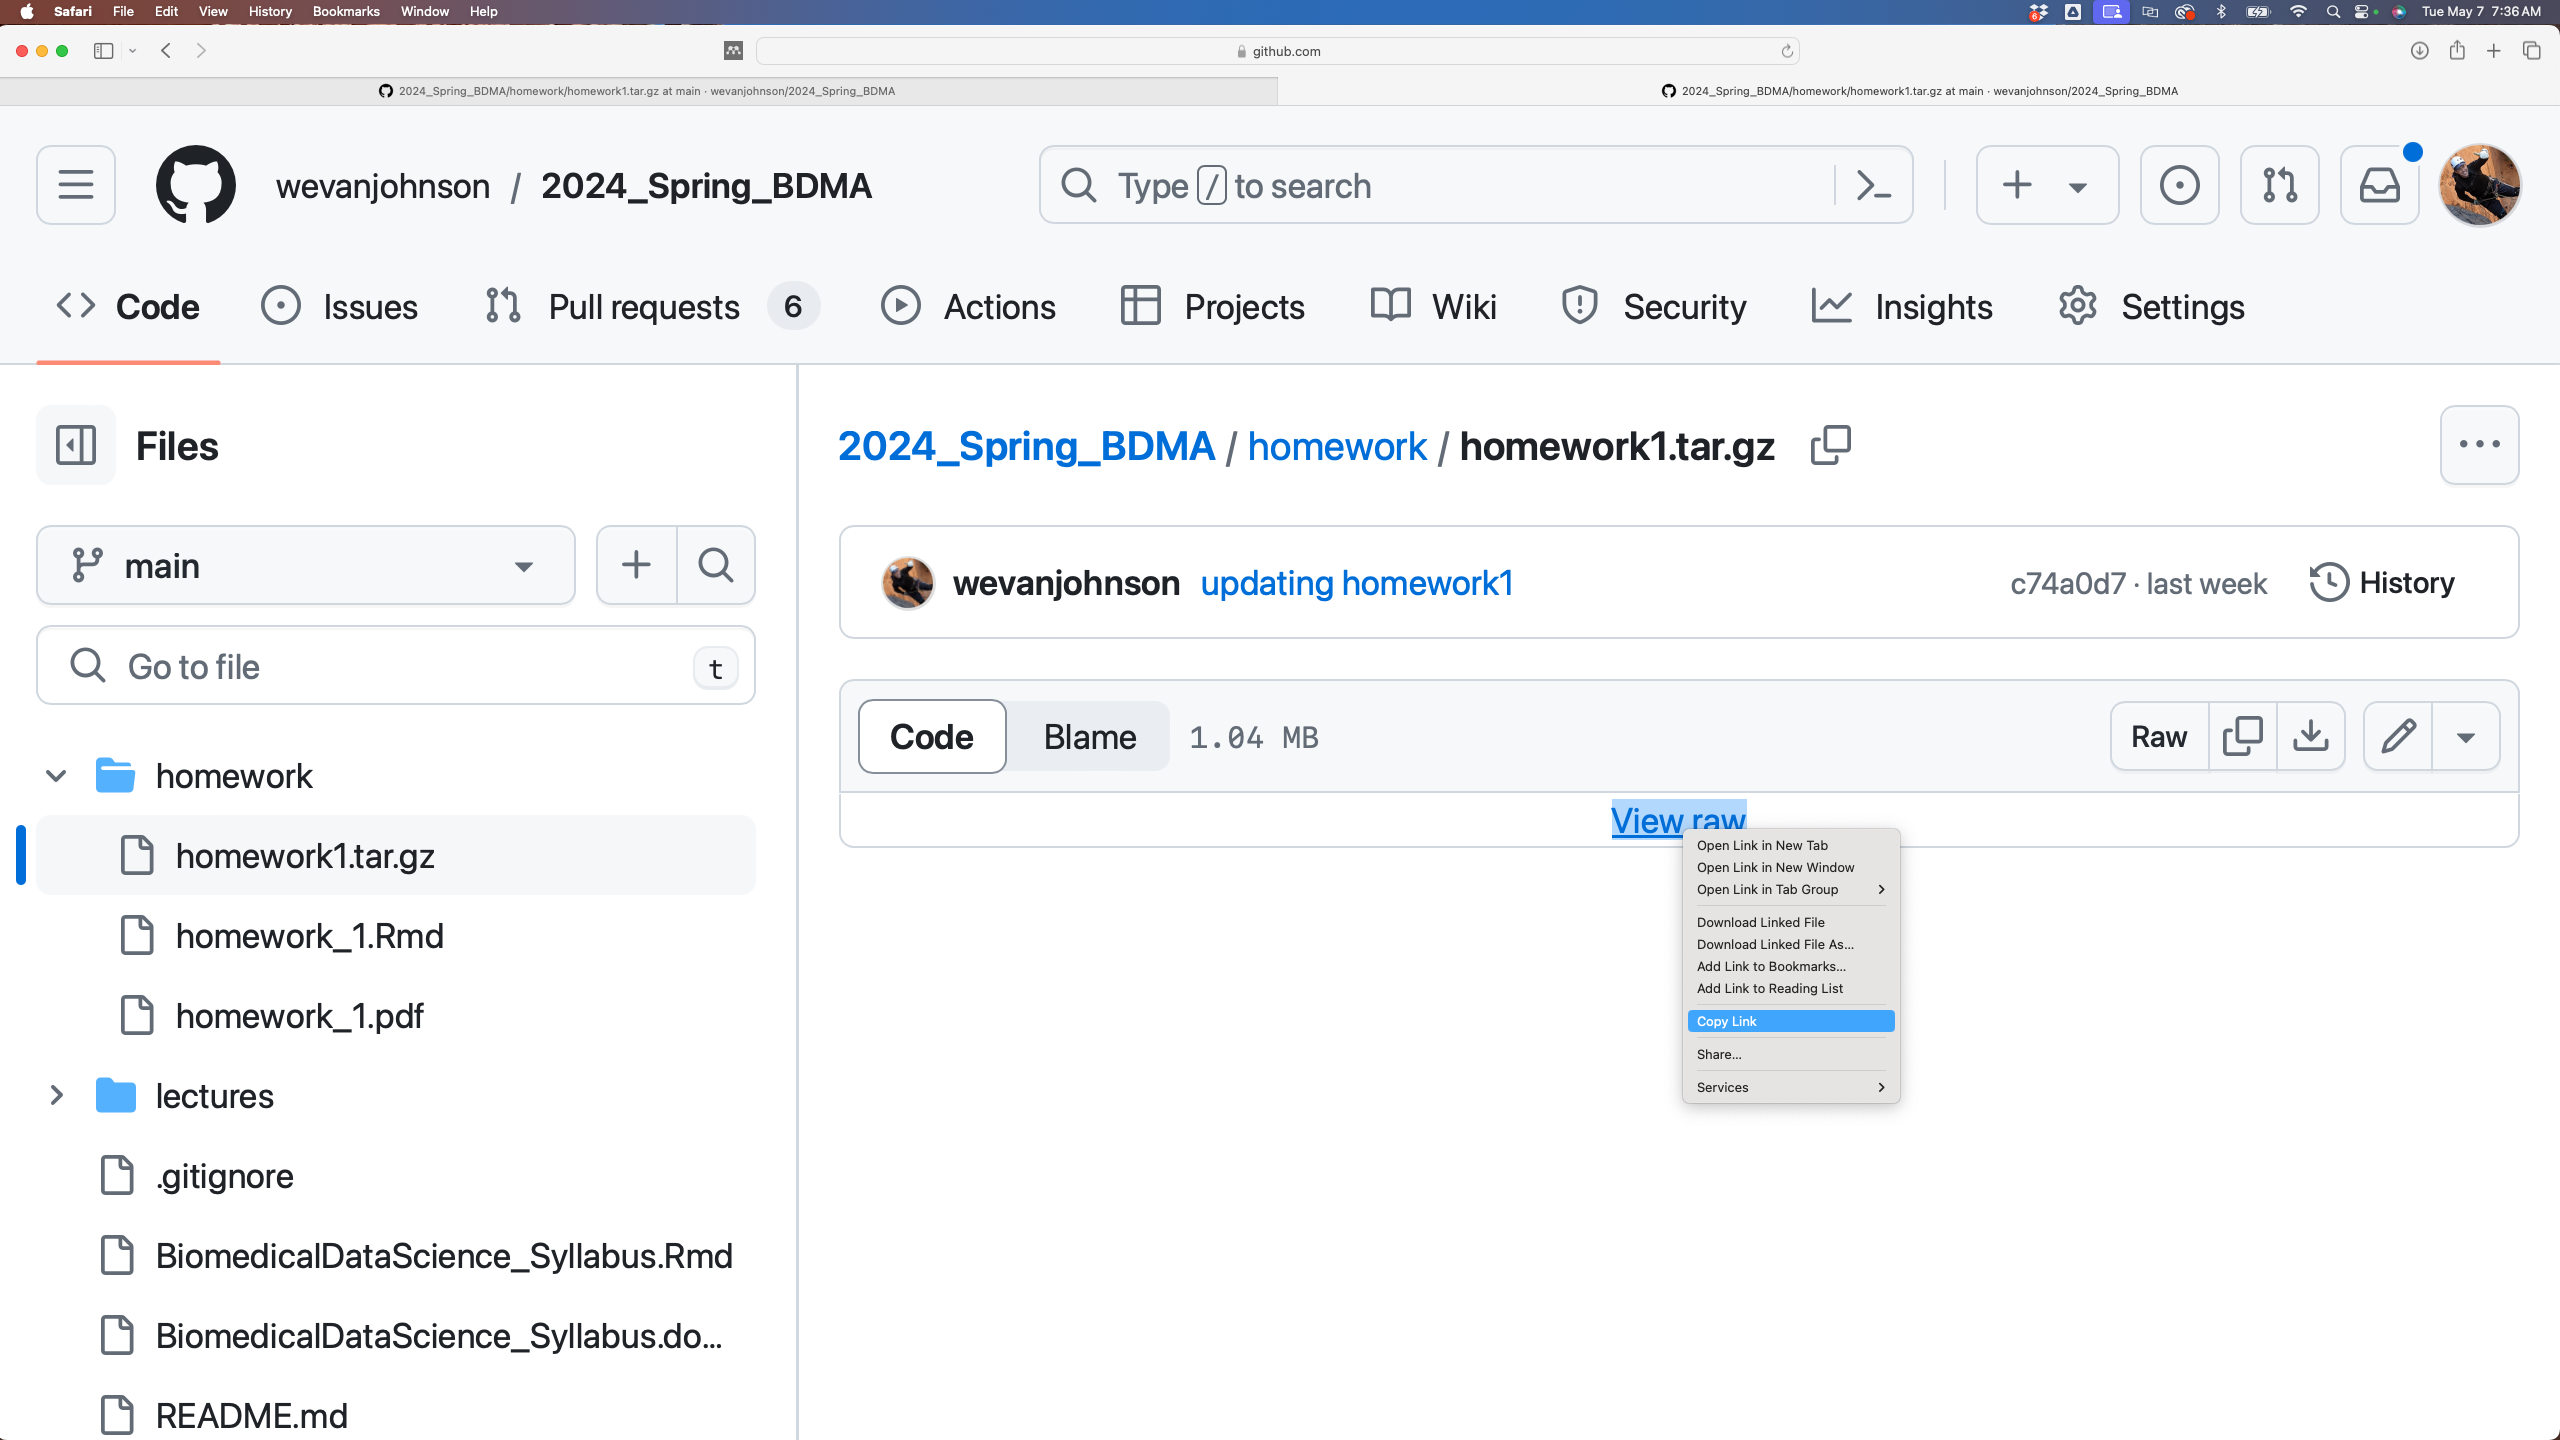 Safari File Edit View History Bookmarks Window Help
6
Tue May 7 7:36 AM
github.com
2024_Spring_BDMA/homework/homework1.tar.gz at main · wevanjohnson/2024_Spring_BDMA
2024_Spring_BDMA/homework/homework1.tar.gz at main · wevanjohnson/2024_Spring_BDMA
wevanjohnson / 2024_Spring_BDMA
Type / to search
Code Issues Pull requests 6 Actions Projects Wiki Security Insights Settings
Files
2024_Spring_BDMA / homework / homework1.tar.gz
main
wevanjohnson updating homework1 c74a0d7 · last week History
Go to file t
Code Blame 1.04 MB Raw
View raw
homework
homework1.tar.gz
homework_1.Rmd
homework_1.pdf
lectures
.gitignore
BiomedicalDataScience_Syllabus.Rmd
BiomedicalDataScience_Syllabus.do...
README.md
Open Link in New Tab
Open Link in New Window
Open Link in Tab Group
Download Linked File
Download Linked File As...
Add Link to Bookmarks...
Add Link to Reading List
Copy Link
Share...
Services